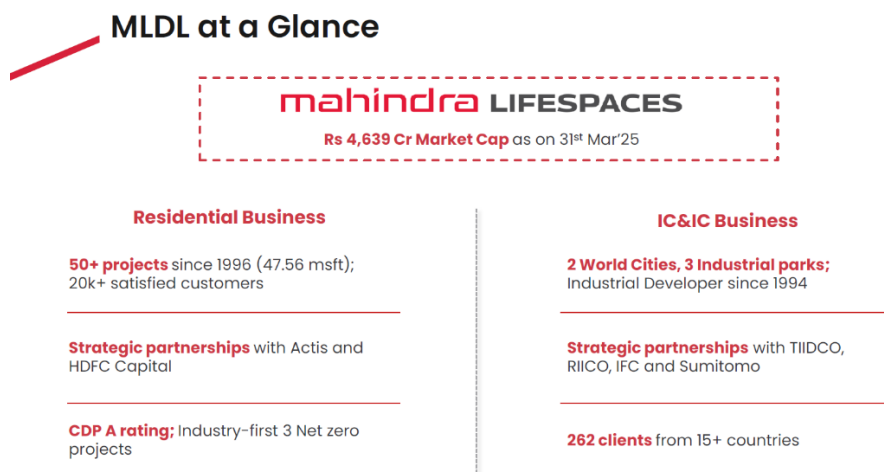 MLDL at a Glance
mahindra LIFESPACES
Rs 4,639 Cr Market Cap as on 31st Mar'25
Residential Business
50+ projects since 1996 (47.56 msft);
20k+ satisfied customers
Strategic partnerships with Actis and
HDFC Capital
CDP A rating; Industry-first 3 Net zero
projects
IC&IC Business
2 World Cities, 3 Industrial parks;
Industrial Developer since 1994
Strategic partnerships with TIIDCO,
RIICO, IFC and Sumitomo
262 clients from 15+ countries